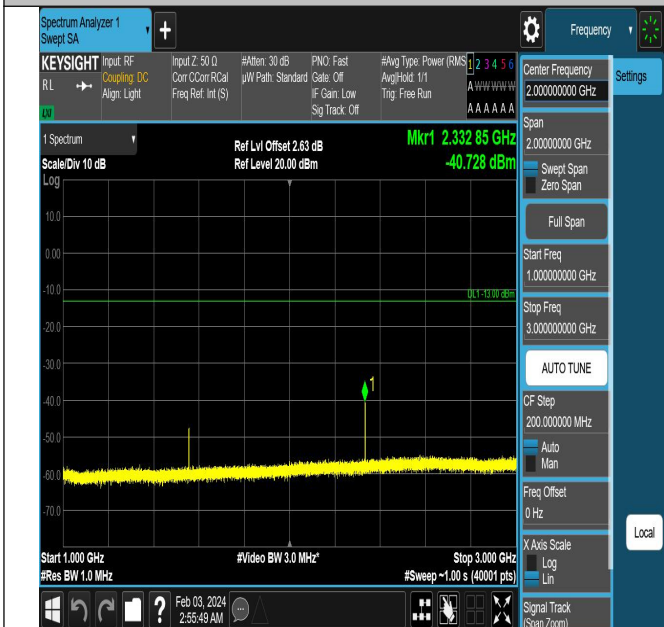 Spectrum Analyzer 1
Swept SA
Frequency
KEYSIGHT
RL
LXI
Input: RF
Coupling: DC
Align: Light
Input Z: 50 Ω
Corr CCorr RCal
Freq Ref: Int (S)
#Atten: 30 dB
µW Path: Standard
PNO: Fast
Gate: Off
IF Gain: Low
Sig Track: Off
#Avg Type: Power (RMS
Avg|Hold: 1/1
Trig: Free Run
1 2 3 4 5 6
A W W W W W
A A A A A A
1 Spectrum
Scale/Div 10 dB
Log
Ref Lvl Offset 2.63 dB
Ref Level 20.00 dBm
Mkr1 2.332 85 GHz
-40.728 dBm
10.0
0.00
-10.0
DL1 -13.00 dBm
-20.0
-30.0
1
-40.0
-50.0
-60.0
-70.0
Start 1.000 GHz
#Res BW 1.0 MHz
#Video BW 3.0 MHz*
Stop 3.000 GHz
#Sweep ~1.00 s (40001 pts)
Feb 03, 2024
2:55:49 AM
Center Frequency
2.000000000 GHz
Span
2.00000000 GHz
Swept Span
Zero Span
Full Span
Start Freq
1.000000000 GHz
Stop Freq
3.000000000 GHz
AUTO TUNE
CF Step
200.000000 MHz
Auto
Man
Freq Offset
0 Hz
X Axis Scale
Log
Lin
Signal Track
(Span Zoom)
Settings
Local